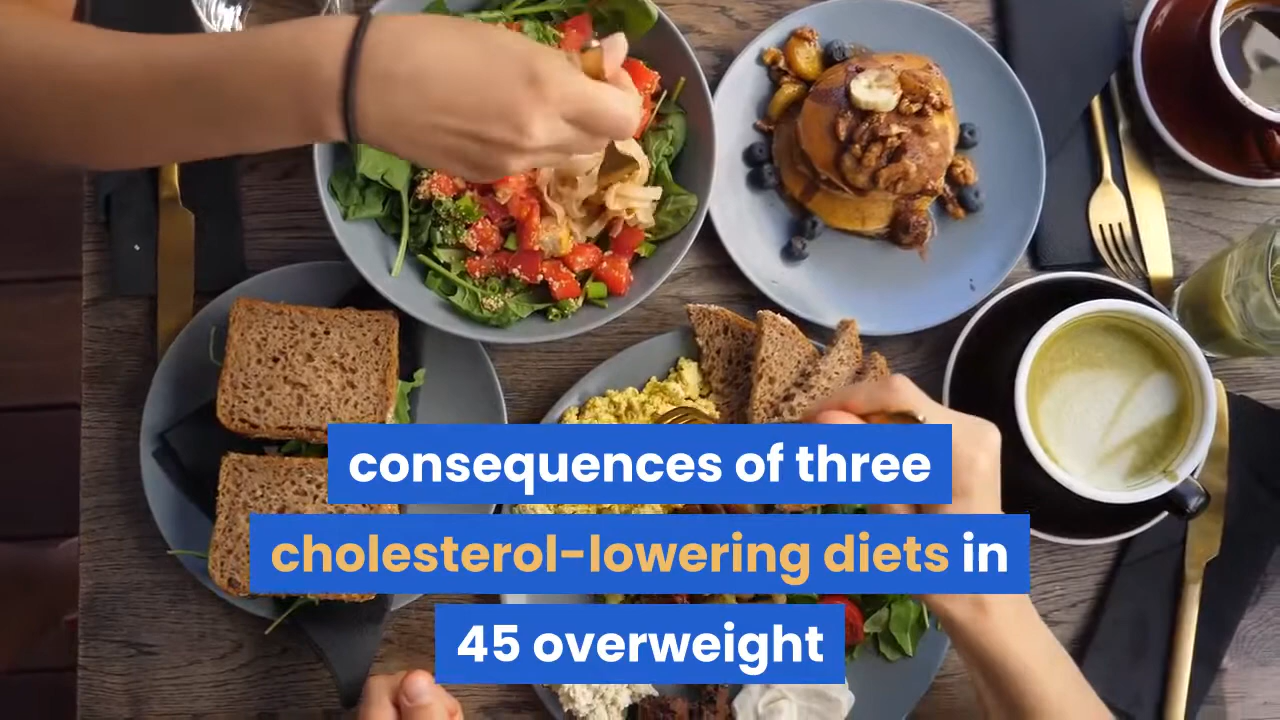 consequences of three
cholesterol-lowering diets in
45 overweight